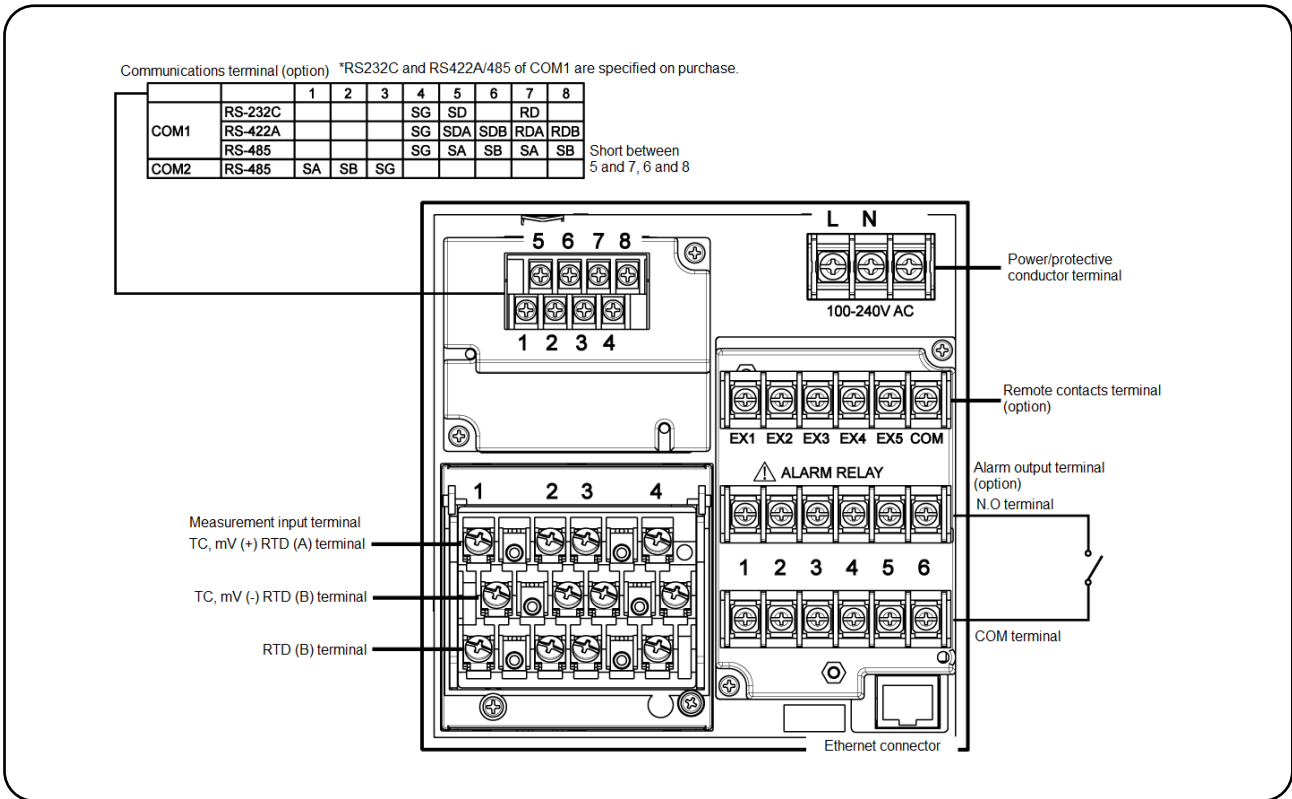 Communications terminal (option) *RS232C and RS422A/485 of COM1 are specified on purchase.
1 2 3 4 5 6 7 8
COM1 RS-232C SG SD RD
RS-422A SG SDA SDB RDA RDB
RS-485 SG SA SB SA SB
COM2 RS-485 SA SB SG
Short between
5 and 7, 6 and 8
5 6 7 8
1 2 3 4
L N
100-240V AC
Power/protective
conductor terminal
EX1 EX2 EX3 EX4 EX5 COM
Remote contacts terminal
(option)
ALARM RELAY
Alarm output terminal
(option)
N.O terminal
1 2 3 4 5 6
COM terminal
1 2 3 4
Measurement input terminal
TC, mV (+) RTD (A) terminal
TC, mV (-) RTD (B) terminal
RTD (B) terminal
Ethernet connector